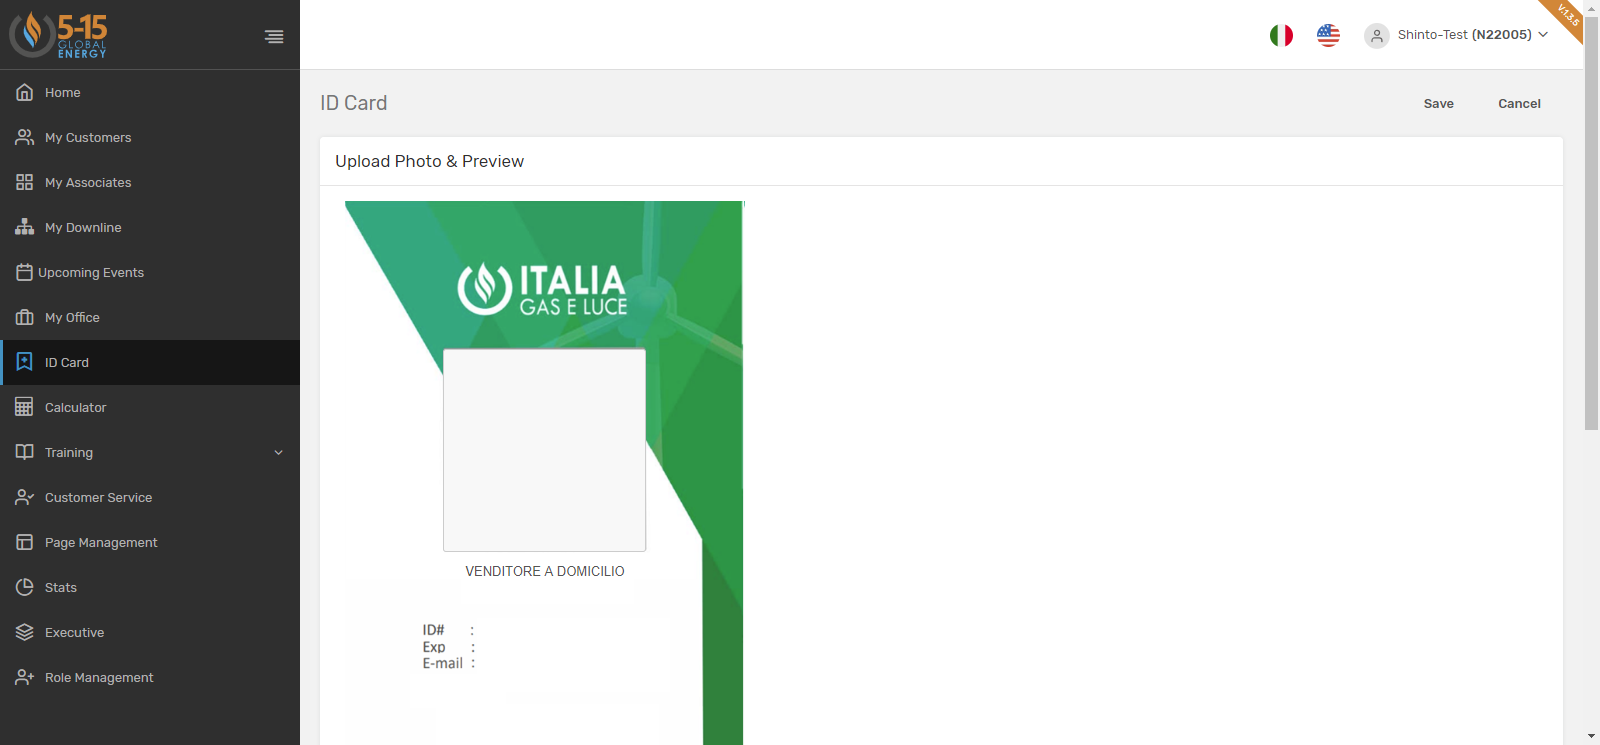 5-15
GLOBAL
ENERGY
Home
My Customers
My Associates
My Downline
Upcoming Events
My Office
ID Card
Calculator
Training
Customer Service
Page Management
Stats
Executive
Role Management
Shinto-Test (N22005)
V.1.3.5
ID Card
Save
Cancel
Upload Photo & Preview
ITALIA
GAS E LUCE
VENDITORE A DOMICILIO
ID# :
Exp :
E-mail :